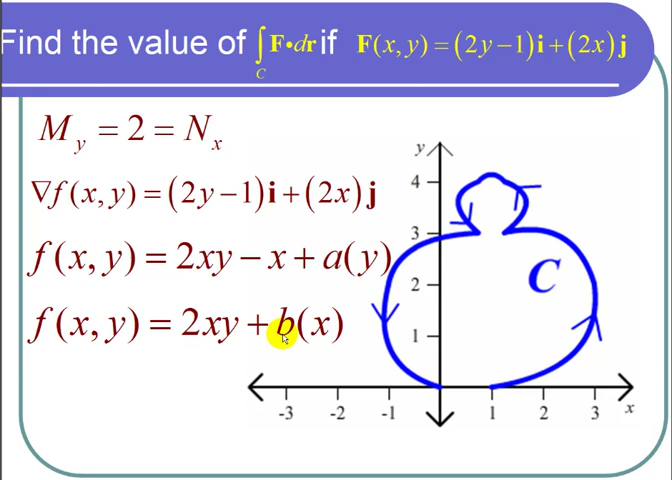 Find the value of ∫_C F•dr if F(x, y) = (2y − 1)i + (2x)j
M_y = 2 = N_x
∇f(x, y) = (2y − 1)i + (2x)j
f(x, y) = 2xy − x + a(y)
f(x, y) = 2xy + b(x)
y
4
3
2
1
C
-3 -2 -1 1 2 3 x